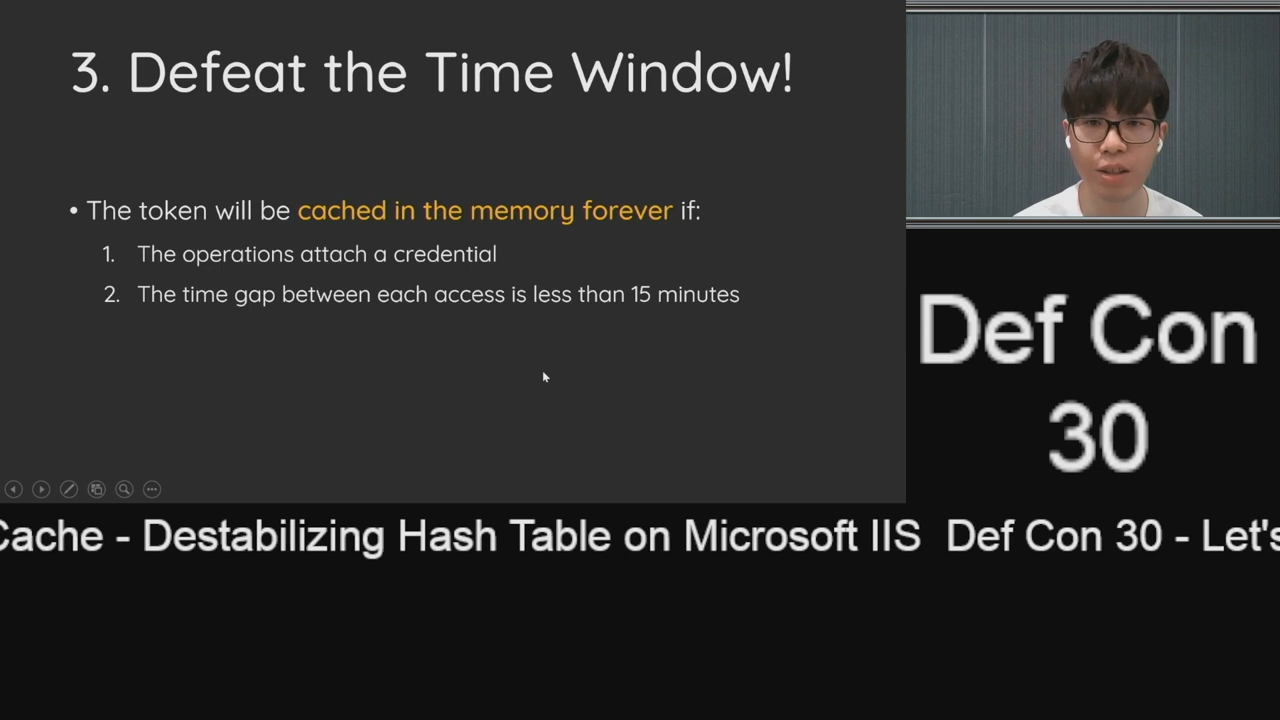 3. Defeat the Time Window!
• The token will be cached in the memory forever if:
1. The operations attach a credential
2. The time gap between each access is less than 15 minutes
Def Con
30
Cache - Destabilizing Hash Table on Microsoft IIS Def Con 30 - Let's